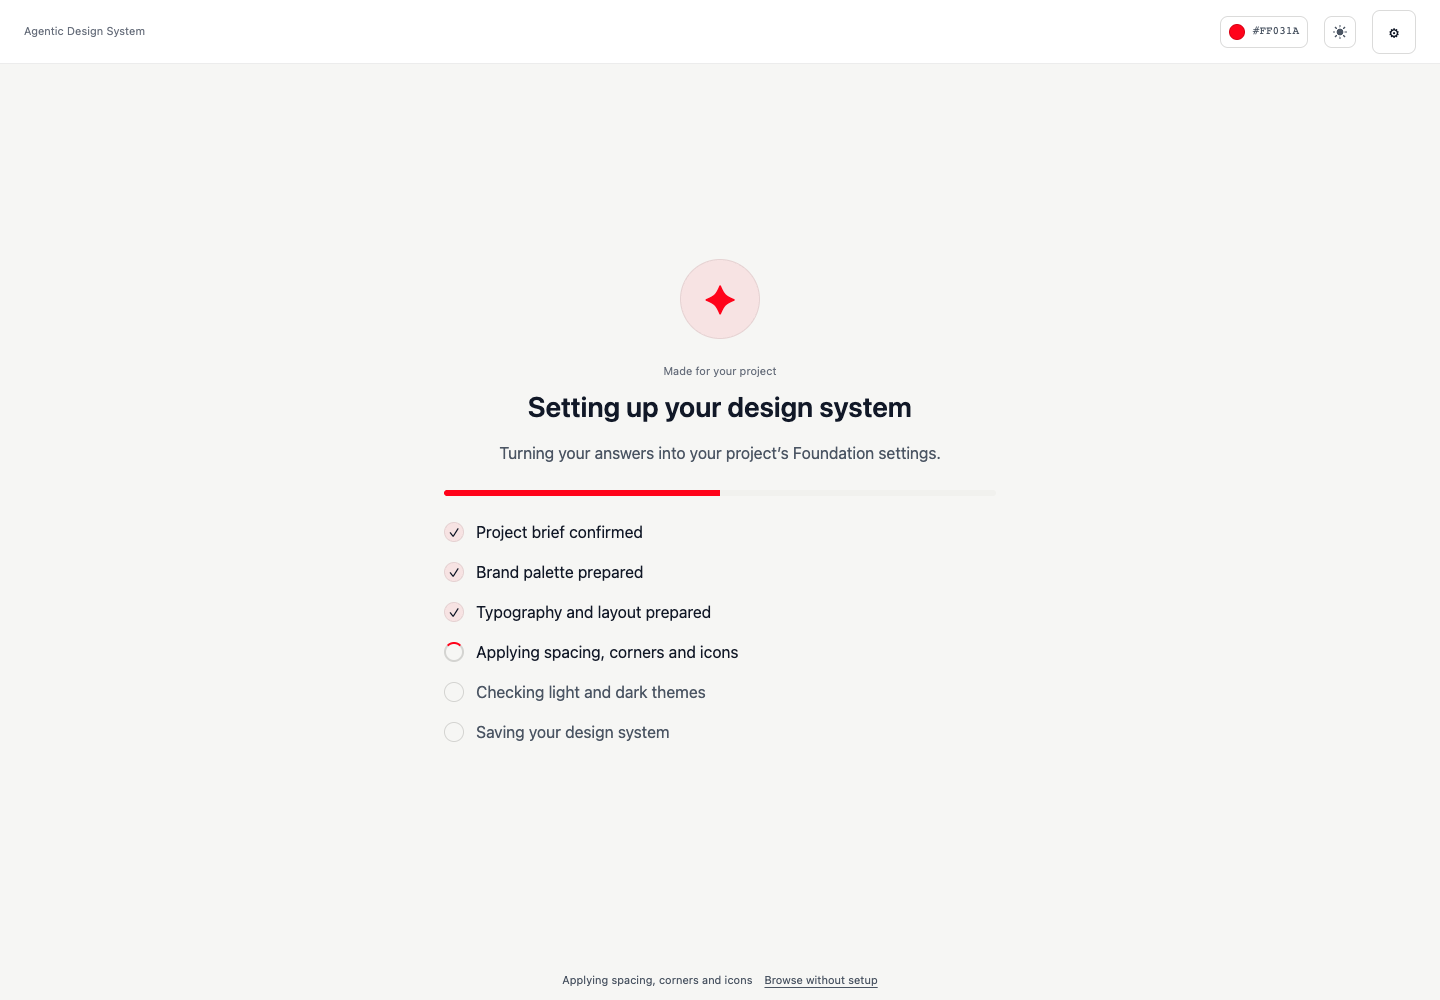 Agentic Design System
#FF031A
Made for your project
Setting up your design system
Turning your answers into your project’s Foundation settings.
Project brief confirmed
Brand palette prepared
Typography and layout prepared
Applying spacing, corners and icons
Checking light and dark themes
Saving your design system
Applying spacing, corners and icons Browse without setup